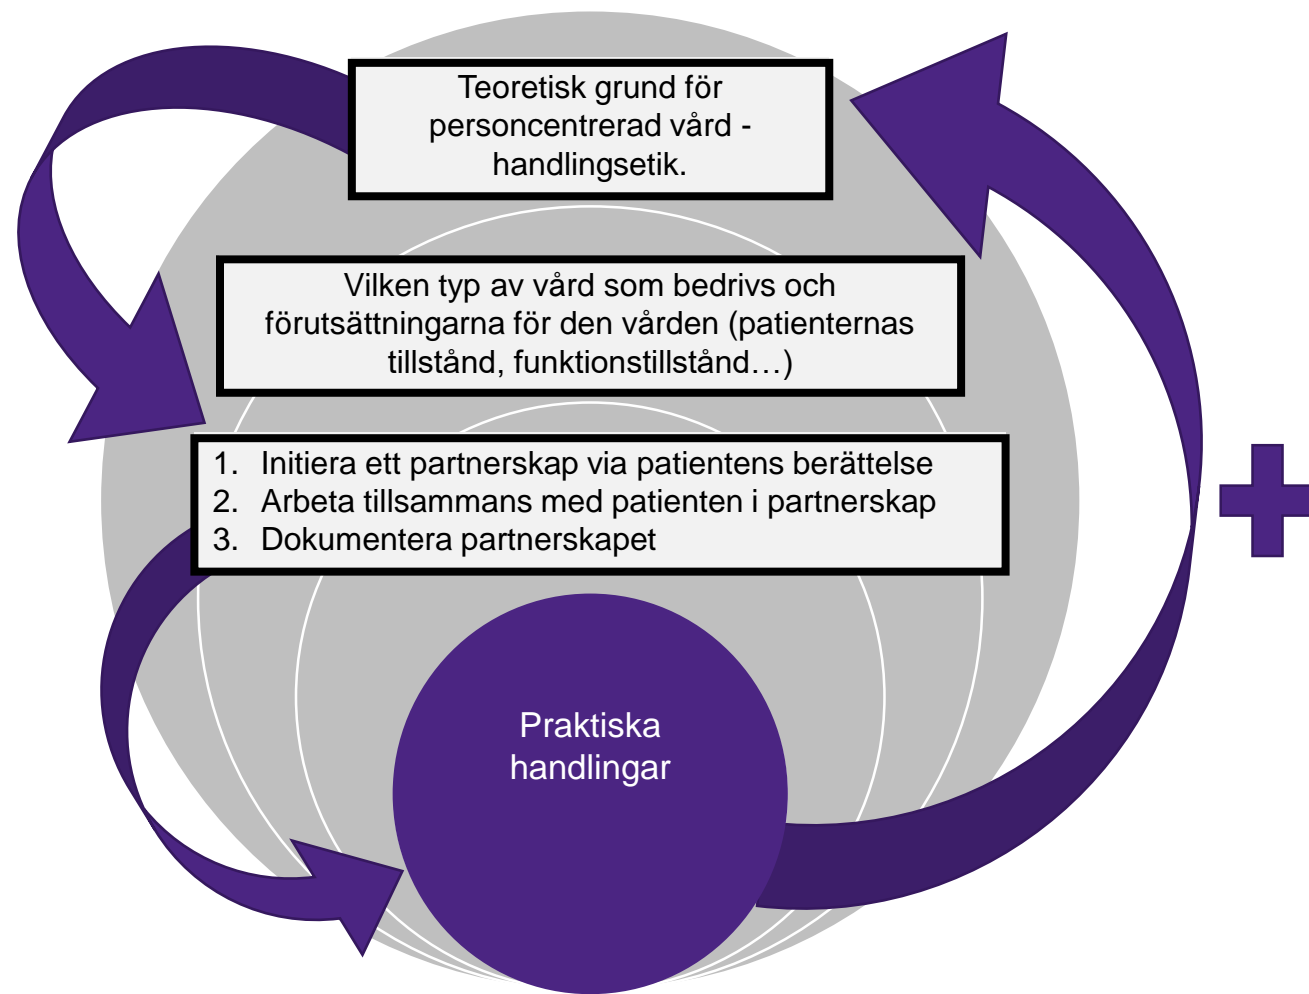 Teoretisk grund för
personcentrerad vård -
handlingsetik.
Vilken typ av vård som bedrivs och
förutsättningarna för den vården (patienternas
tillstånd, funktionstillstånd…)
1. Initiera ett partnerskap via patientens berättelse
2. Arbeta tillsammans med patienten i partnerskap
3. Dokumentera partnerskapet
Praktiska
handlingar